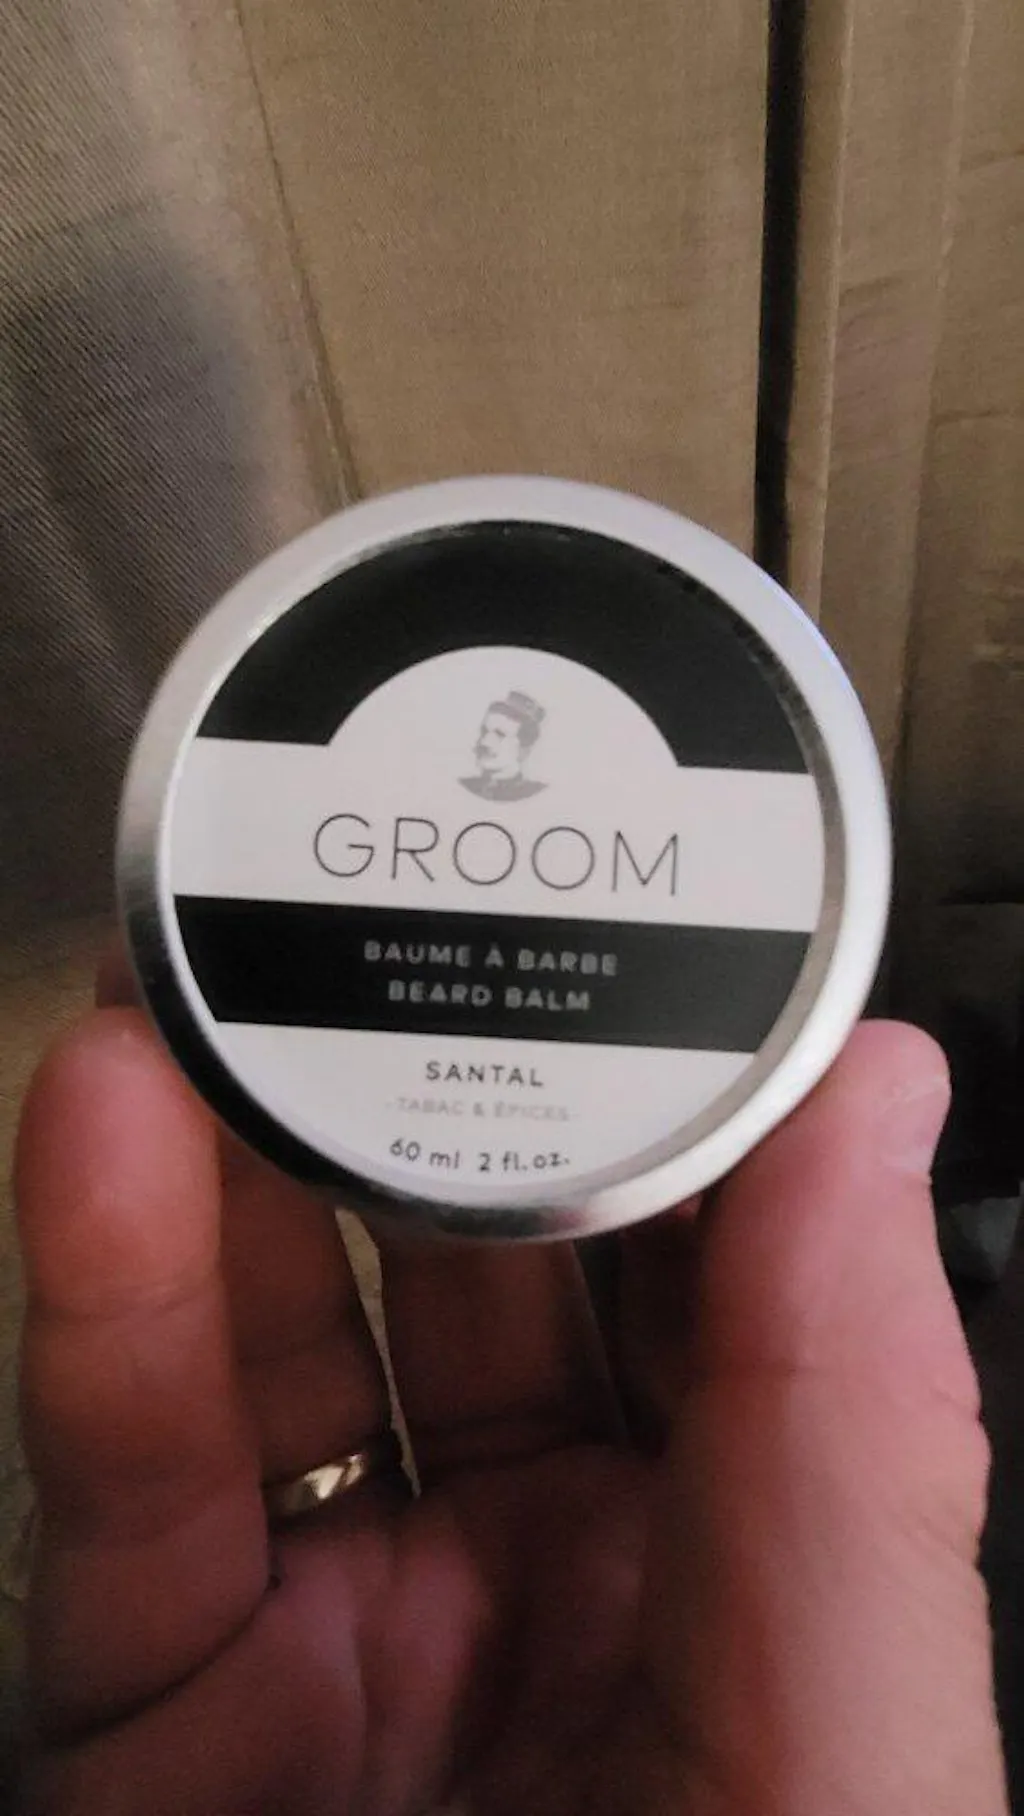 GROOM
BAUME À BARBE
BEARD BALM
SANTAL
- TABAC & ÉPICES -
60 ml 2 fl.oz.